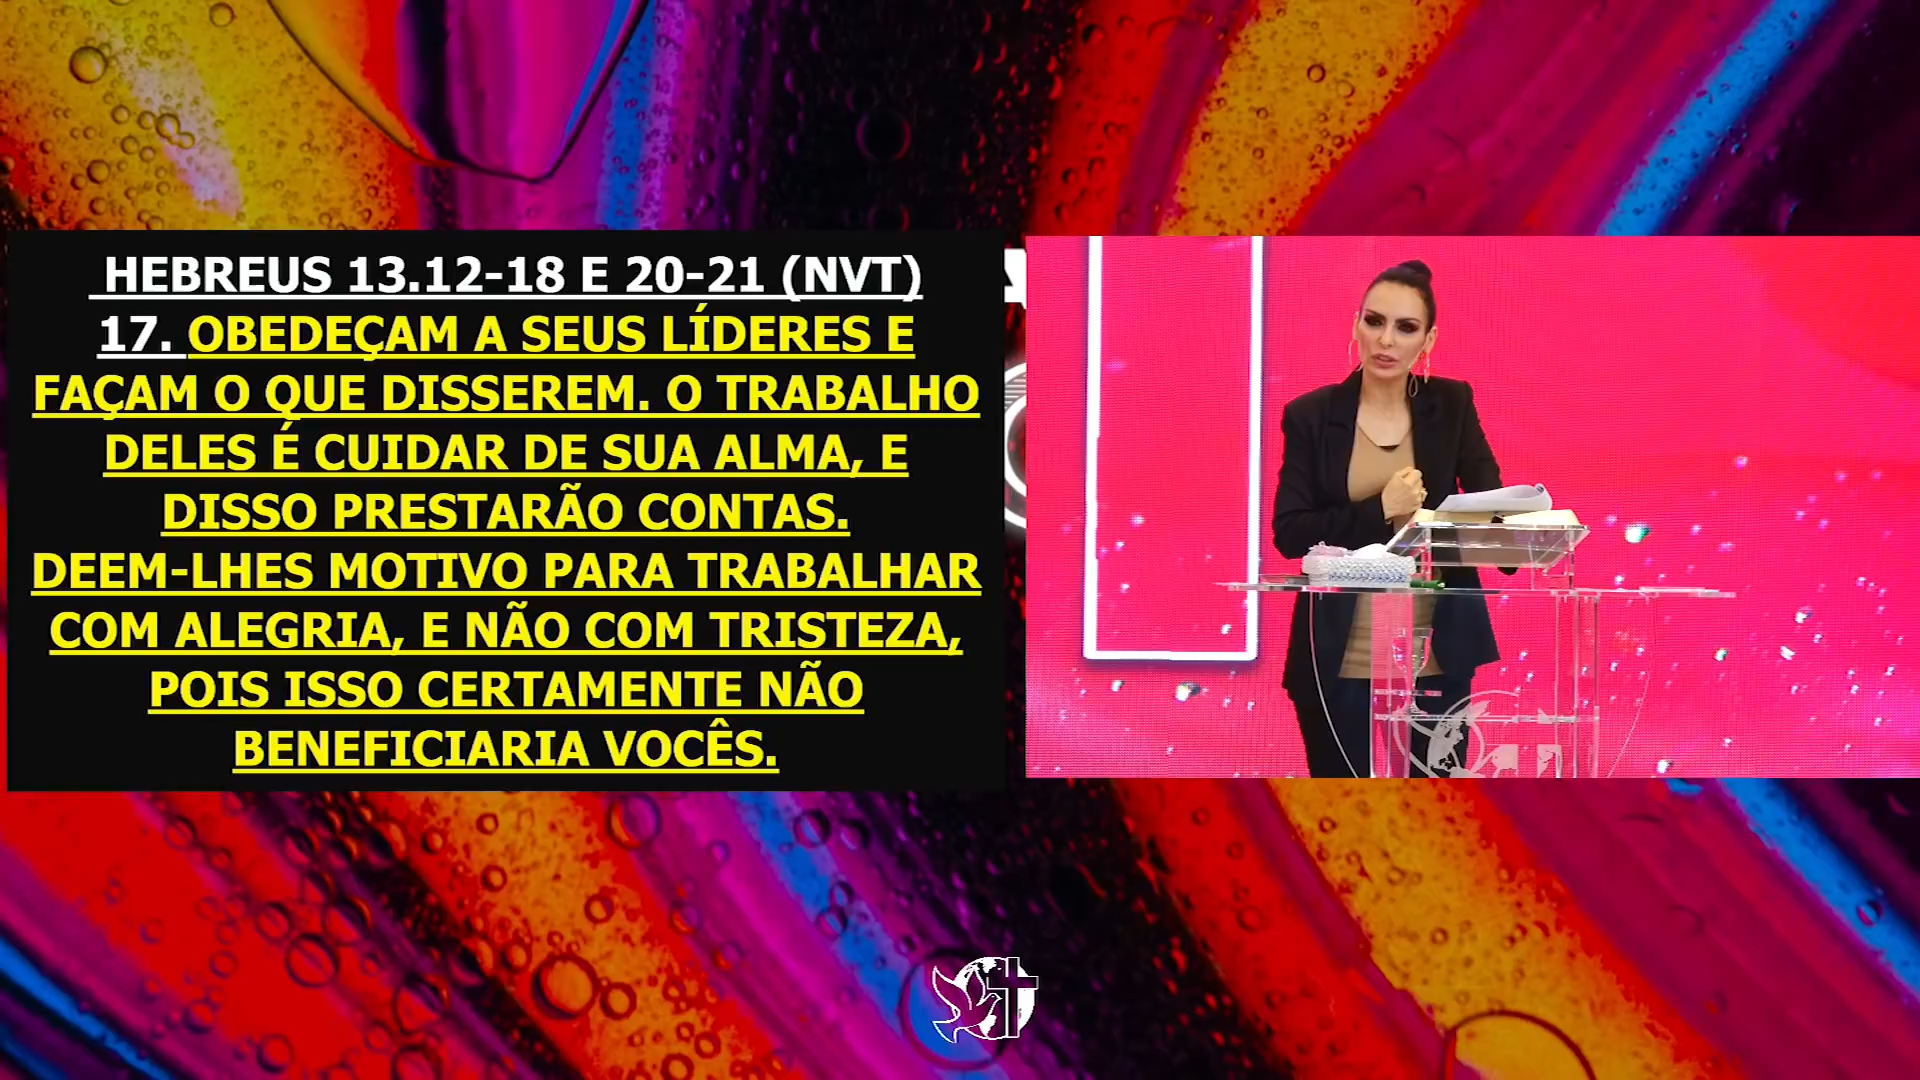 HEBREUS 13.12-18 E 20-21 (NVT)
17. OBEDEÇAM A SEUS LÍDERES E
FAÇAM O QUE DISSEREM. O TRABALHO
DELES É CUIDAR DE SUA ALMA, E
DISSO PRESTARÃO CONTAS.
DEEM-LHES MOTIVO PARA TRABALHAR
COM ALEGRIA, E NÃO COM TRISTEZA,
POIS ISSO CERTAMENTE NÃO
BENEFICIARIA VOCÊS.